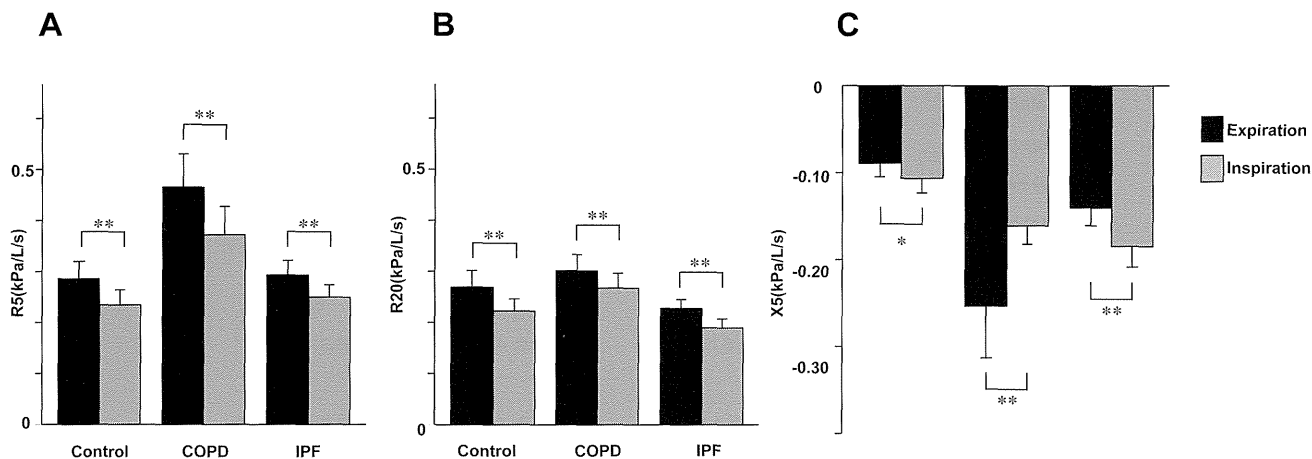 A
B
C
R5(kPa/L/s)
0.5
0
**
**
**
Control
COPD
IPF
R20(kPa/L/s)
0.5
0
**
**
**
Control
COPD
IPF
X5(kPa/L/s)
0
-0.10
-0.20
-0.30
*
**
**
Expiration
Inspiration